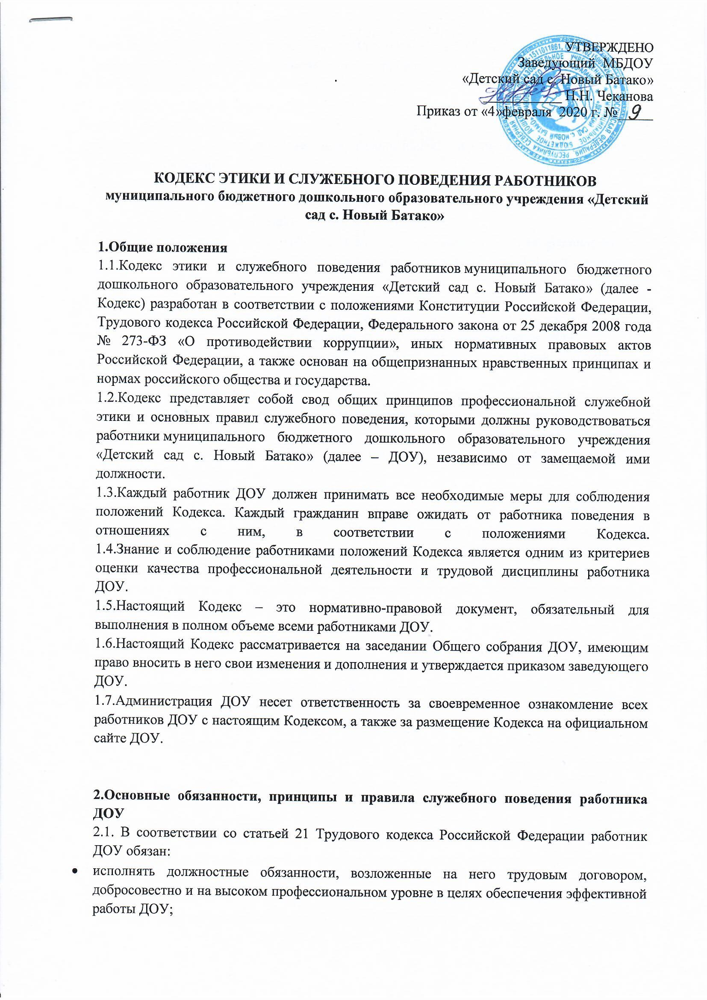 УТВЕРЖДЕНО
Заведующий МБДОУ
«Детский сад с. Новый Батако»
____________ Н.Н. Чеканова
Приказ от «4»февраля 2020 г. № 9
КОДЕКС ЭТИКИ И СЛУЖЕБНОГО ПОВЕДЕНИЯ РАБОТНИКОВ
муниципального бюджетного дошкольного образовательного учреждения «Детский
сад с. Новый Батако»
1.Общие положения
1.1.Кодекс этики и служебного поведения работников муниципального бюджетного
дошкольного образовательного учреждения «Детский сад с. Новый Батако» (далее -
Кодекс) разработан в соответствии с положениями Конституции Российской Федерации,
Трудового кодекса Российской Федерации, Федерального закона от 25 декабря 2008 года
№ 273-ФЗ «О противодействии коррупции», иных нормативных правовых актов
Российской Федерации, а также основан на общепризнанных нравственных принципах и
нормах российского общества и государства.
1.2.Кодекс представляет собой свод общих принципов профессиональной служебной
этики и основных правил служебного поведения, которыми должны руководствоваться
работники муниципального бюджетного дошкольного образовательного учреждения
«Детский сад с. Новый Батако» (далее – ДОУ), независимо от замещаемой ими
должности.
1.3.Каждый работник ДОУ должен принимать все необходимые меры для соблюдения
положений Кодекса. Каждый гражданин вправе ожидать от работника поведения в
отношениях с ним, в соответствии с положениями Кодекса.
1.4.Знание и соблюдение работниками положений Кодекса является одним из критериев
оценки качества профессиональной деятельности и трудовой дисциплины работника
ДОУ.
1.5.Настоящий Кодекс – это нормативно-правовой документ, обязательный для
выполнения в полном объеме всеми работниками ДОУ.
1.6.Настоящий Кодекс рассматривается на заседании Общего собрания ДОУ, имеющим
право вносить в него свои изменения и дополнения и утверждается приказом заведующего
ДОУ.
1.7.Администрация ДОУ несет ответственность за своевременное ознакомление всех
работников ДОУ с настоящим Кодексом, а также за размещение Кодекса на официальном
сайте ДОУ.
2.Основные обязанности, принципы и правила служебного поведения работника
ДОУ
2.1. В соответствии со статьей 21 Трудового кодекса Российской Федерации работник
ДОУ обязан:
• исполнять должностные обязанности, возложенные на него трудовым договором,
добросовестно и на высоком профессиональном уровне в целях обеспечения эффективной
работы ДОУ;